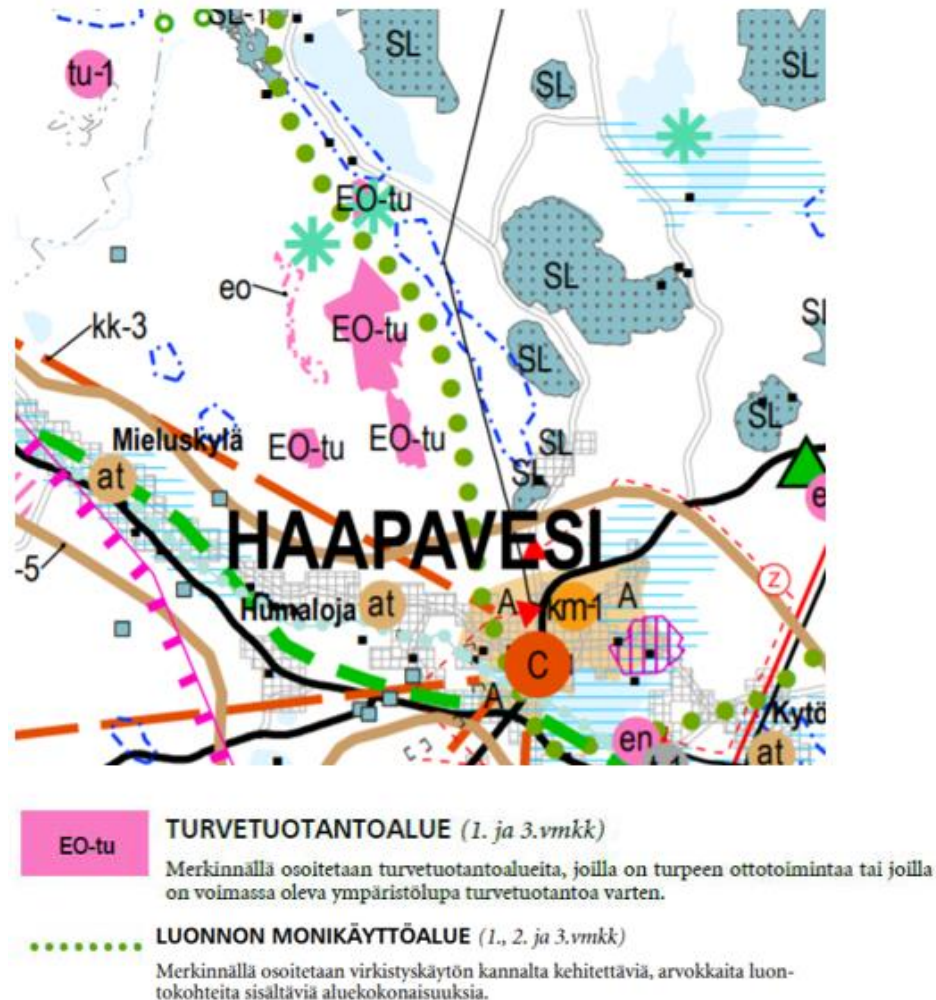 SL-1
SL
SL
SL
tu-1
EO-tu
SL
eo
EO-tu
SL
kk-3
SL
SL
Mieluskylä
EO-tu
EO-tu
SL
at
SL
HAAPAVESI
-5
e
Z
Humaloja
at
A
km-1
A
C
A
Kytö
en
at
EO-tu
TURVETUOTANTOALUE (1. ja 3.vmkk)
Merkinnällä osoitetaan turvetuotantoalueita, joilla on turpeen ottotoimintaa tai joilla
on voimassa oleva ympäristölupa turvetuotantoa varten.
LUONNON MONIKÄYTTÖALUE (1., 2. ja 3.vmkk)
Merkinnällä osoitetaan virkistyskäytön kannalta kehitettäviä, arvokkaita luon-
tokohteita sisältäviä aluekokonaisuuksia.